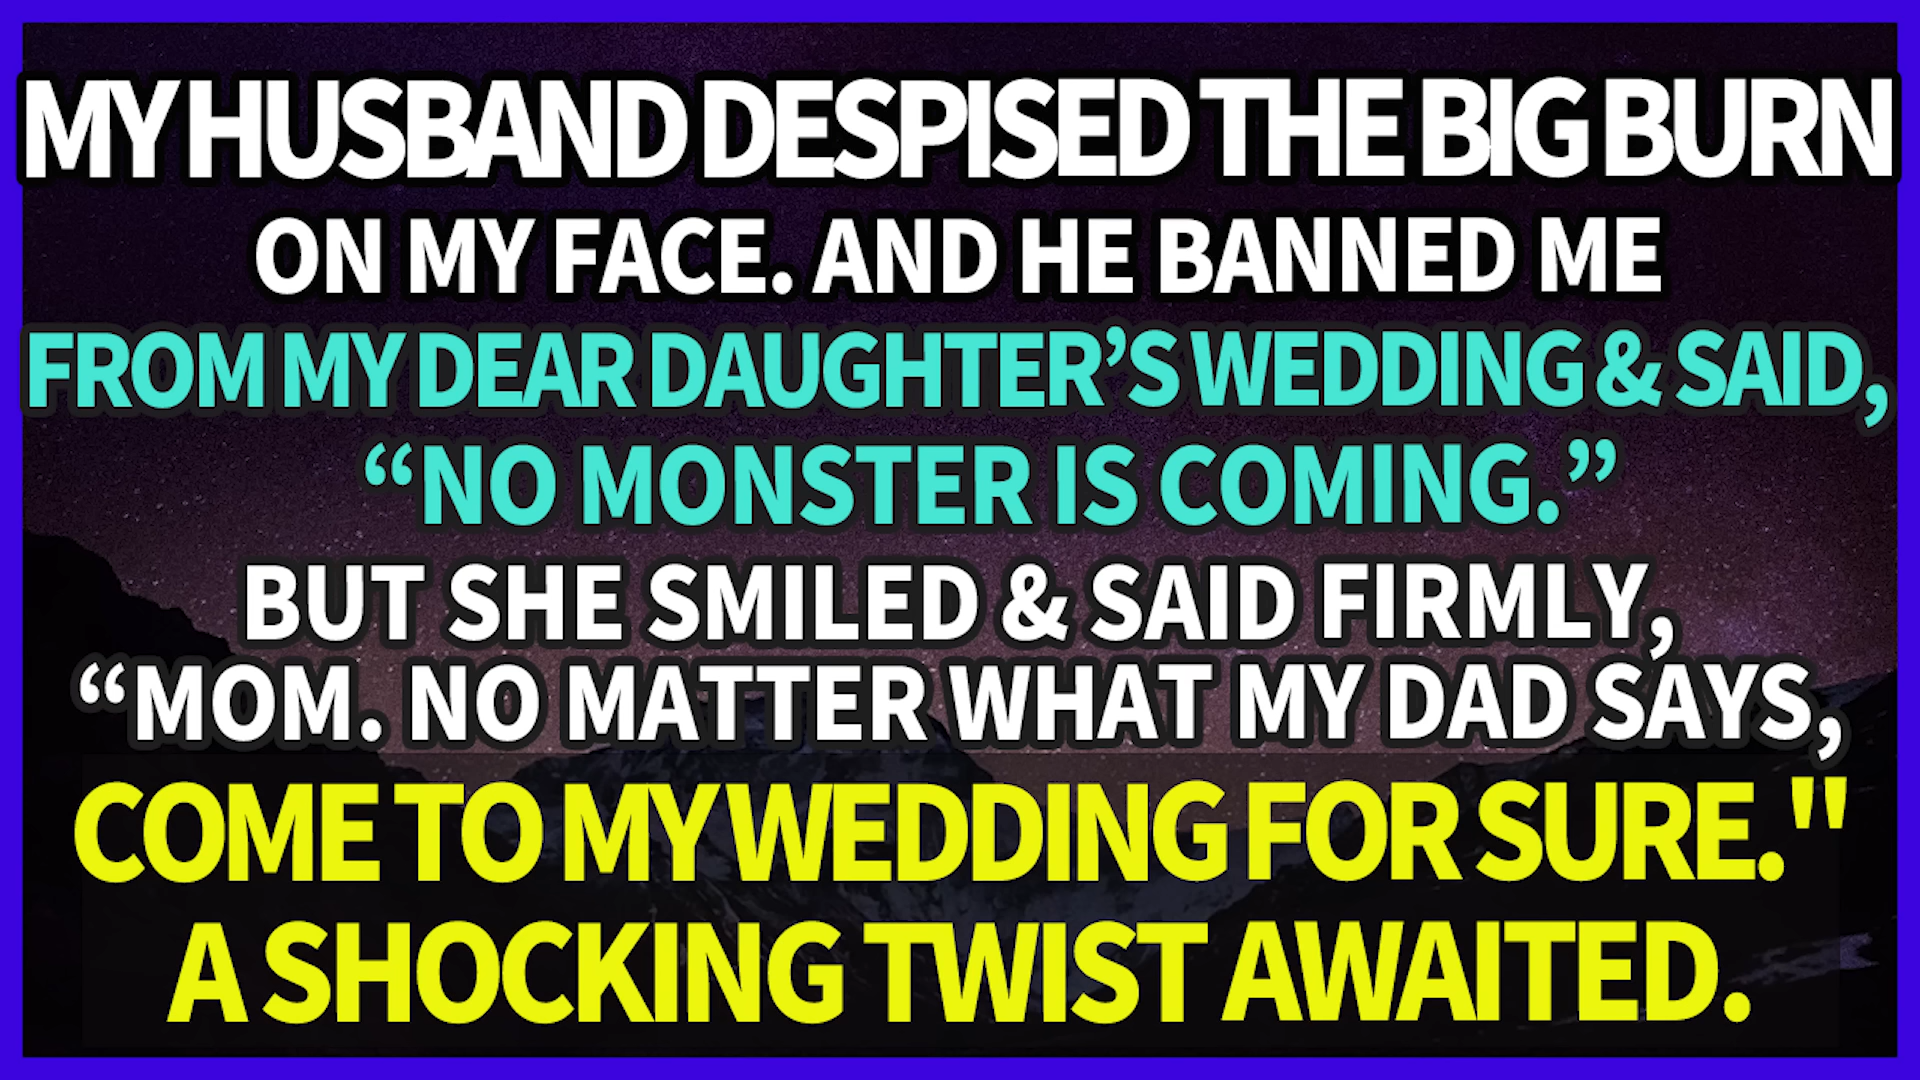 MY HUSBAND DESPISED THE BIG BURN
ON MY FACE. AND HE BANNED ME
FROM MY DEAR DAUGHTER’S WEDDING & SAID,
“NO MONSTER IS COMING.”
BUT SHE SMILED & SAID FIRMLY,
“MOM. NO MATTER WHAT MY DAD SAYS,
COME TO MY WEDDING FOR SURE."
A SHOCKING TWIST AWAITED.